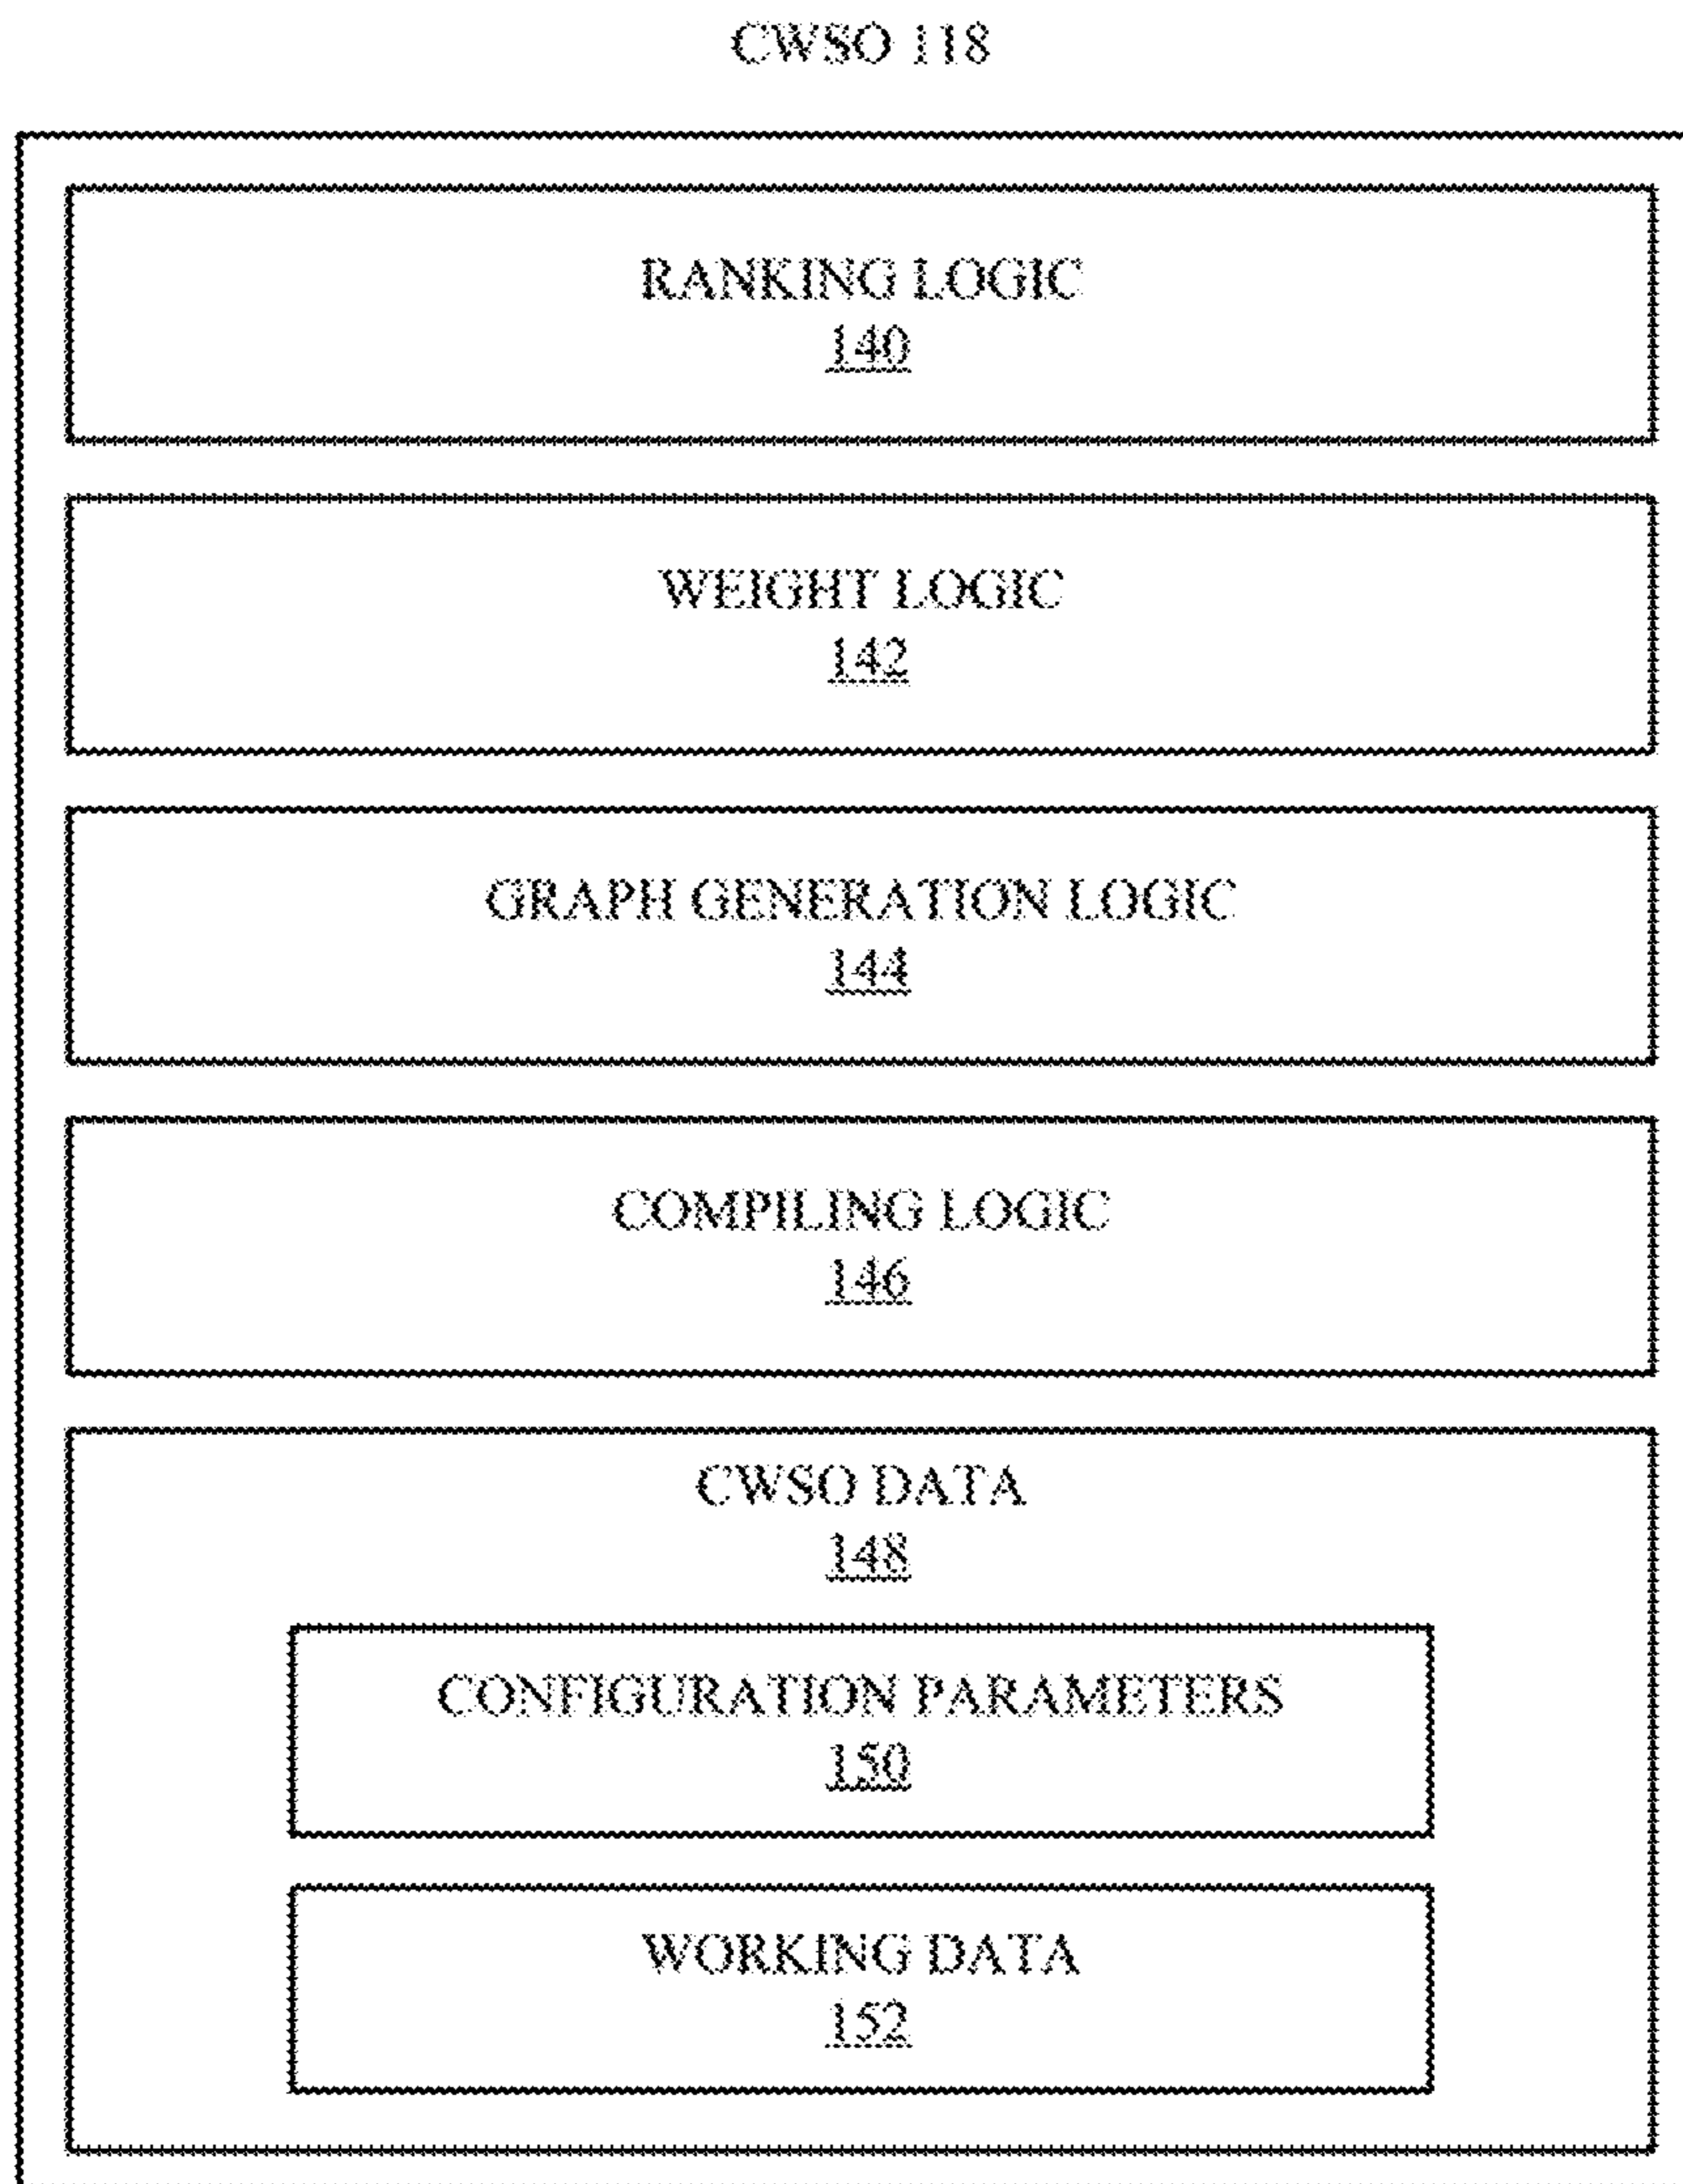 CWSO 118
RANKING LOGIC
140
WEIGHT LOGIC
142
GRAPH GENERATION LOGIC
144
COMPILING LOGIC
146
CWSO DATA
148
CONFIGURATION PARAMETERS
150
WORKING DATA
152